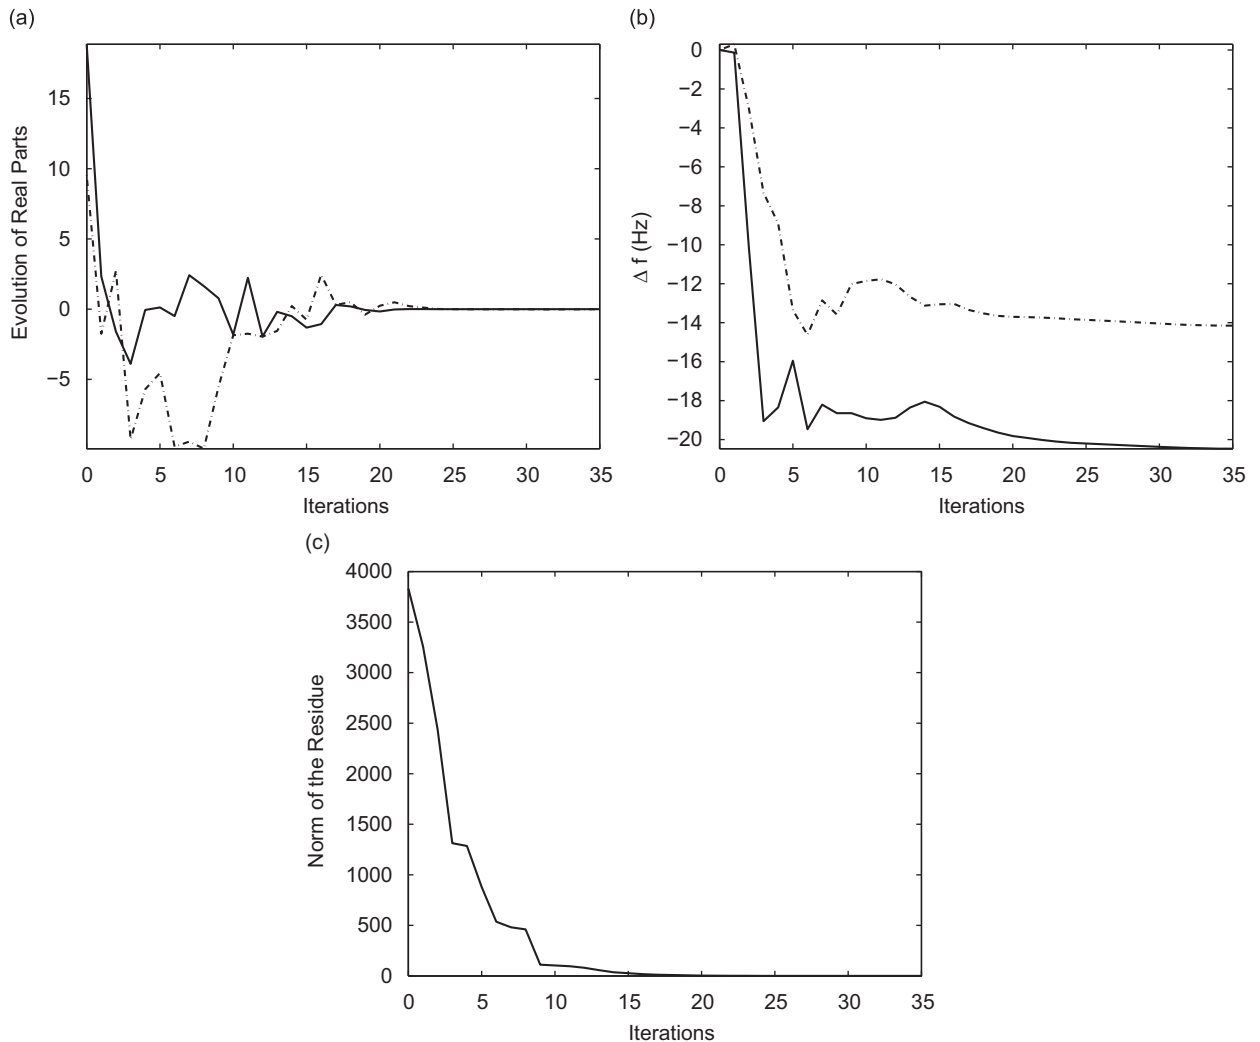 (a)
Evolution of Real Parts
15
10
5
0
−5
0 5 10 15 20 25 30 35
Iterations
(b)
Δ f (Hz)
0
−2
−4
−6
−8
−10
−12
−14
−16
−18
−20
0 5 10 15 20 25 30 35
Iterations
(c)
Norm of the Residue
4000
3500
3000
2500
2000
1500
1000
500
0
0 5 10 15 20 25 30 35
Iterations